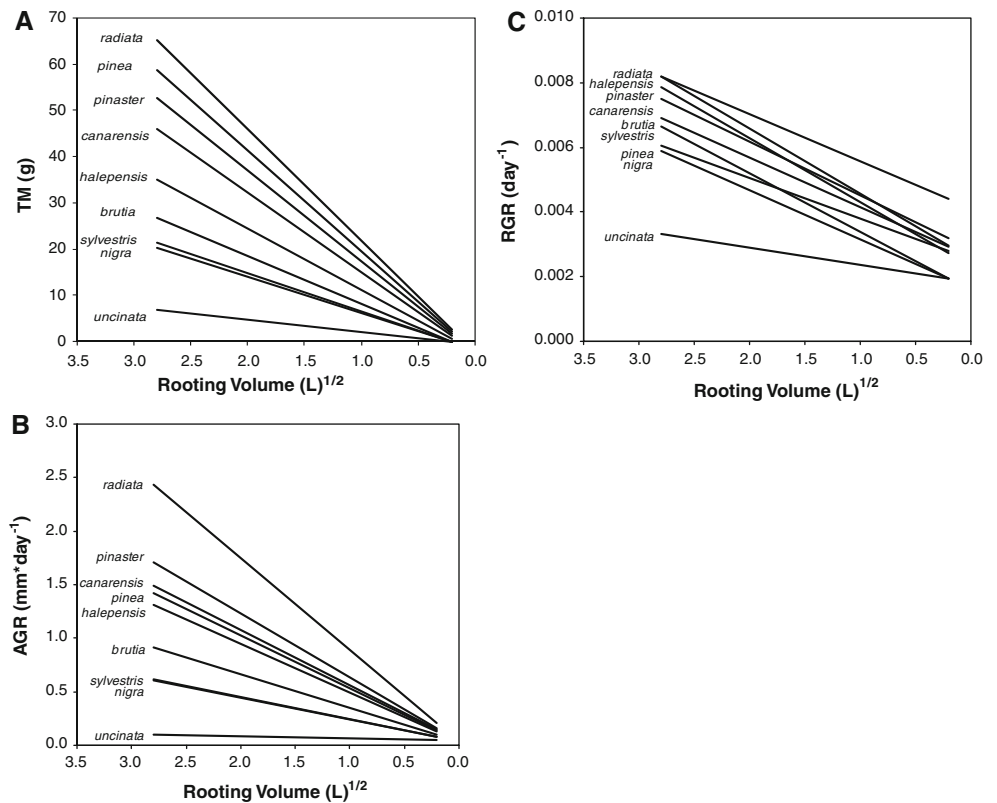 A
70
60
50
40
30
20
10
0
TM (g)
radiata
pinea
pinaster
canarensis
halepensis
brutia
sylvestris
nigra
uncinata
3.5 3.0 2.5 2.0 1.5 1.0 0.5 0.0
Rooting Volume (L)^1/2
C
0.010
0.008
0.006
0.004
0.002
0.000
RGR (day^-1)
radiata
halepensis
pinaster
canarensis
brutia
sylvestris
pinea
nigra
uncinata
3.5 3.0 2.5 2.0 1.5 1.0 0.5 0.0
Rooting Volume (L)^1/2
B
3.0
2.5
2.0
1.5
1.0
0.5
0.0
AGR (mm*day^-1)
radiata
pinaster
canarensis
pinea
halepensis
brutia
sylvestris
nigra
uncinata
3.5 3.0 2.5 2.0 1.5 1.0 0.5 0.0
Rooting Volume (L)^1/2